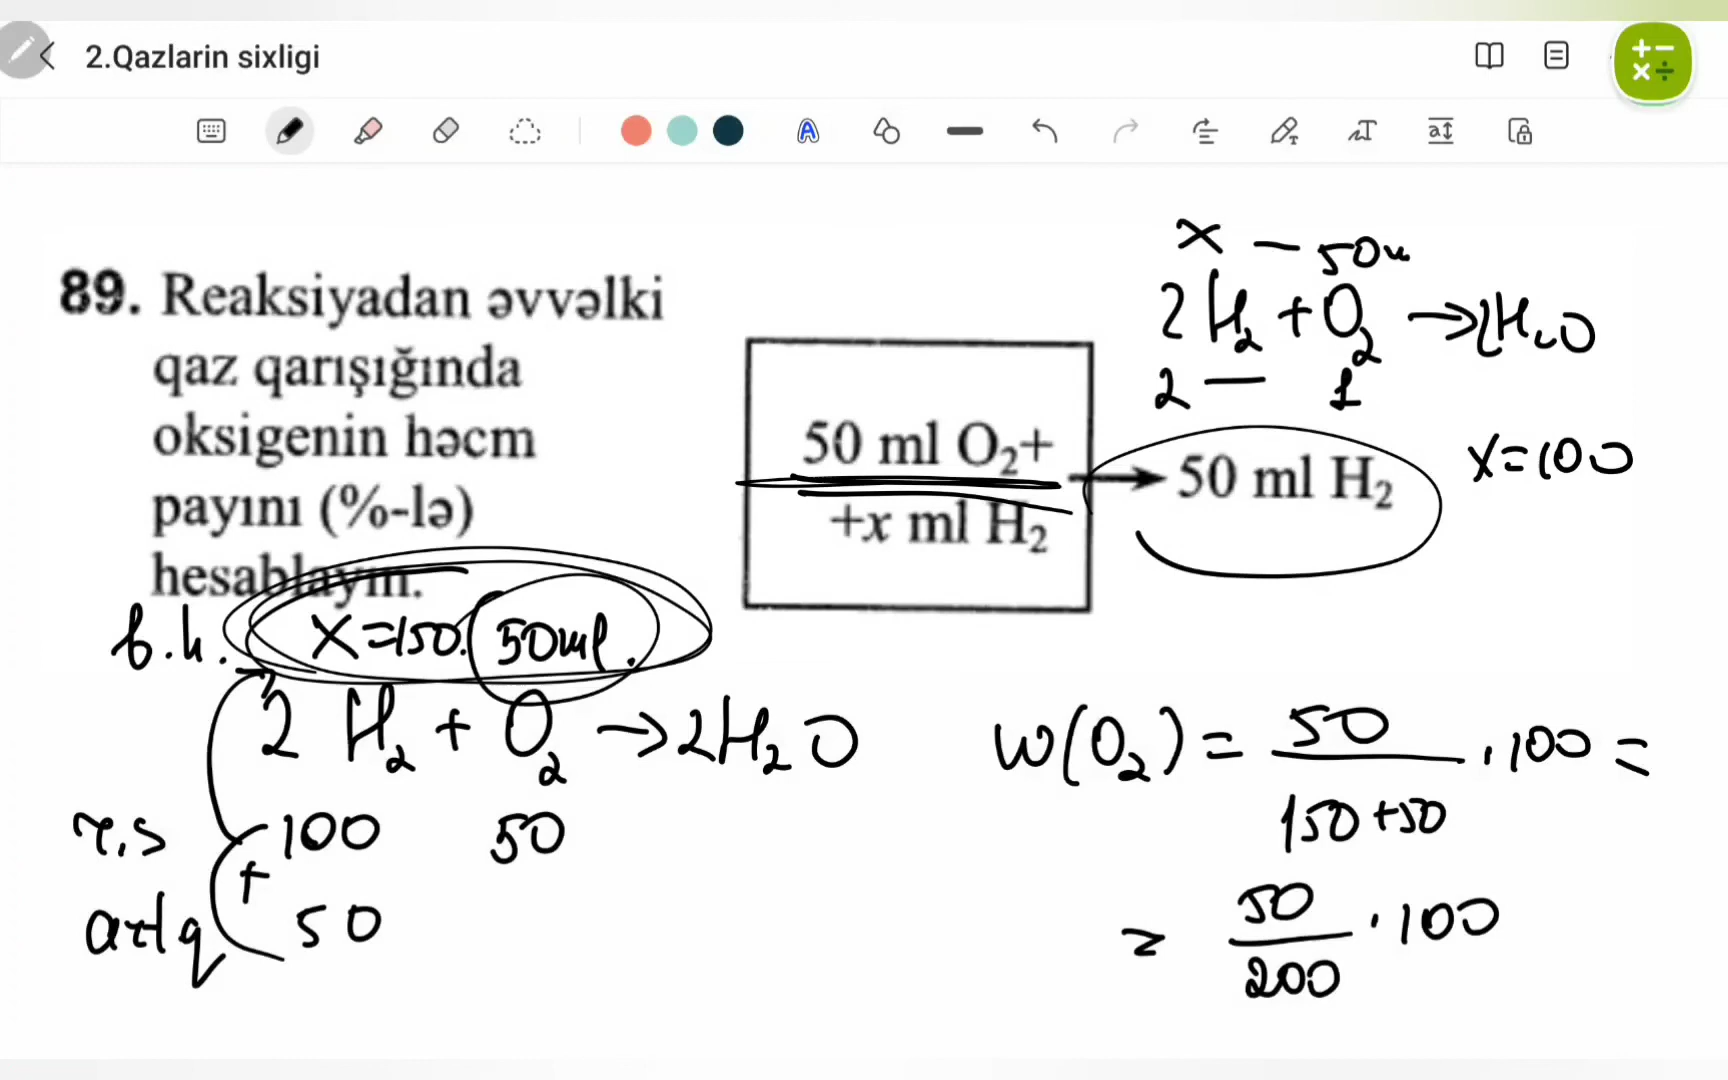 2.Qazlarin sixligi
x — 50
2H₂ + O₂ → 2H₂O
2 — 1
x=100
89. Reaksiyadan əvvəlki
qaz qarışığında
oksigenin həcm
payını (%-lə)
hesablayın.
50 ml O₂+
+x ml H₂
50 ml H₂
b.h. x=150. 50ml.
2H₂ + O₂ → 2H₂O
r.s 100 50
+
artıq 50
W(O₂) = 50 / 150+50 · 100 =
= 50 / 200 · 100